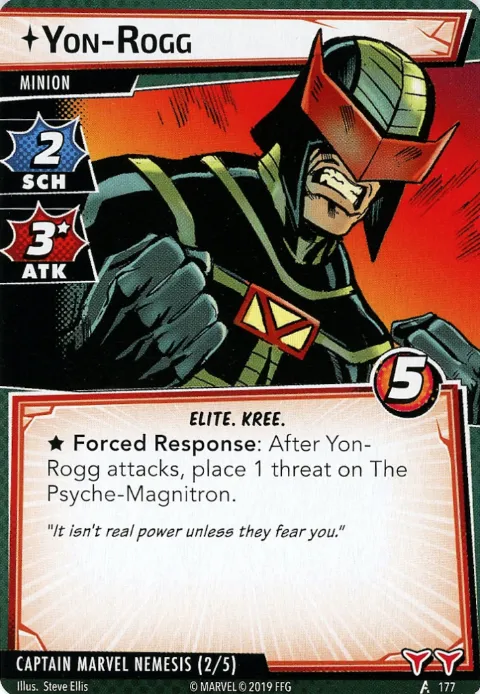 Yon-Rogg
MINION
2
SCH
3
ATK
5
ELITE. KREE.
★ Forced Response: After Yon-
Rogg attacks, place 1 threat on The
Psyche-Magnitron.
"It isn't real power unless they fear you."
CAPTAIN MARVEL NEMESIS (2/5)
Illus. Steve Ellis
© MARVEL © 2019 FFG
177